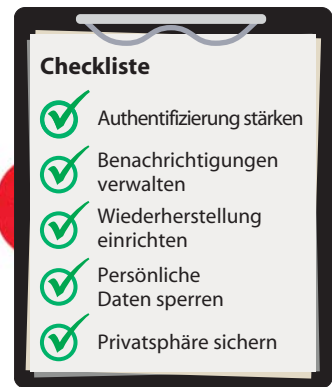 Checkliste
Authentifizierung stärken
Benachrichtigungen
verwalten
Wiederherstellung
einrichten
Persönliche
Daten sperren
Privatsphäre sichern